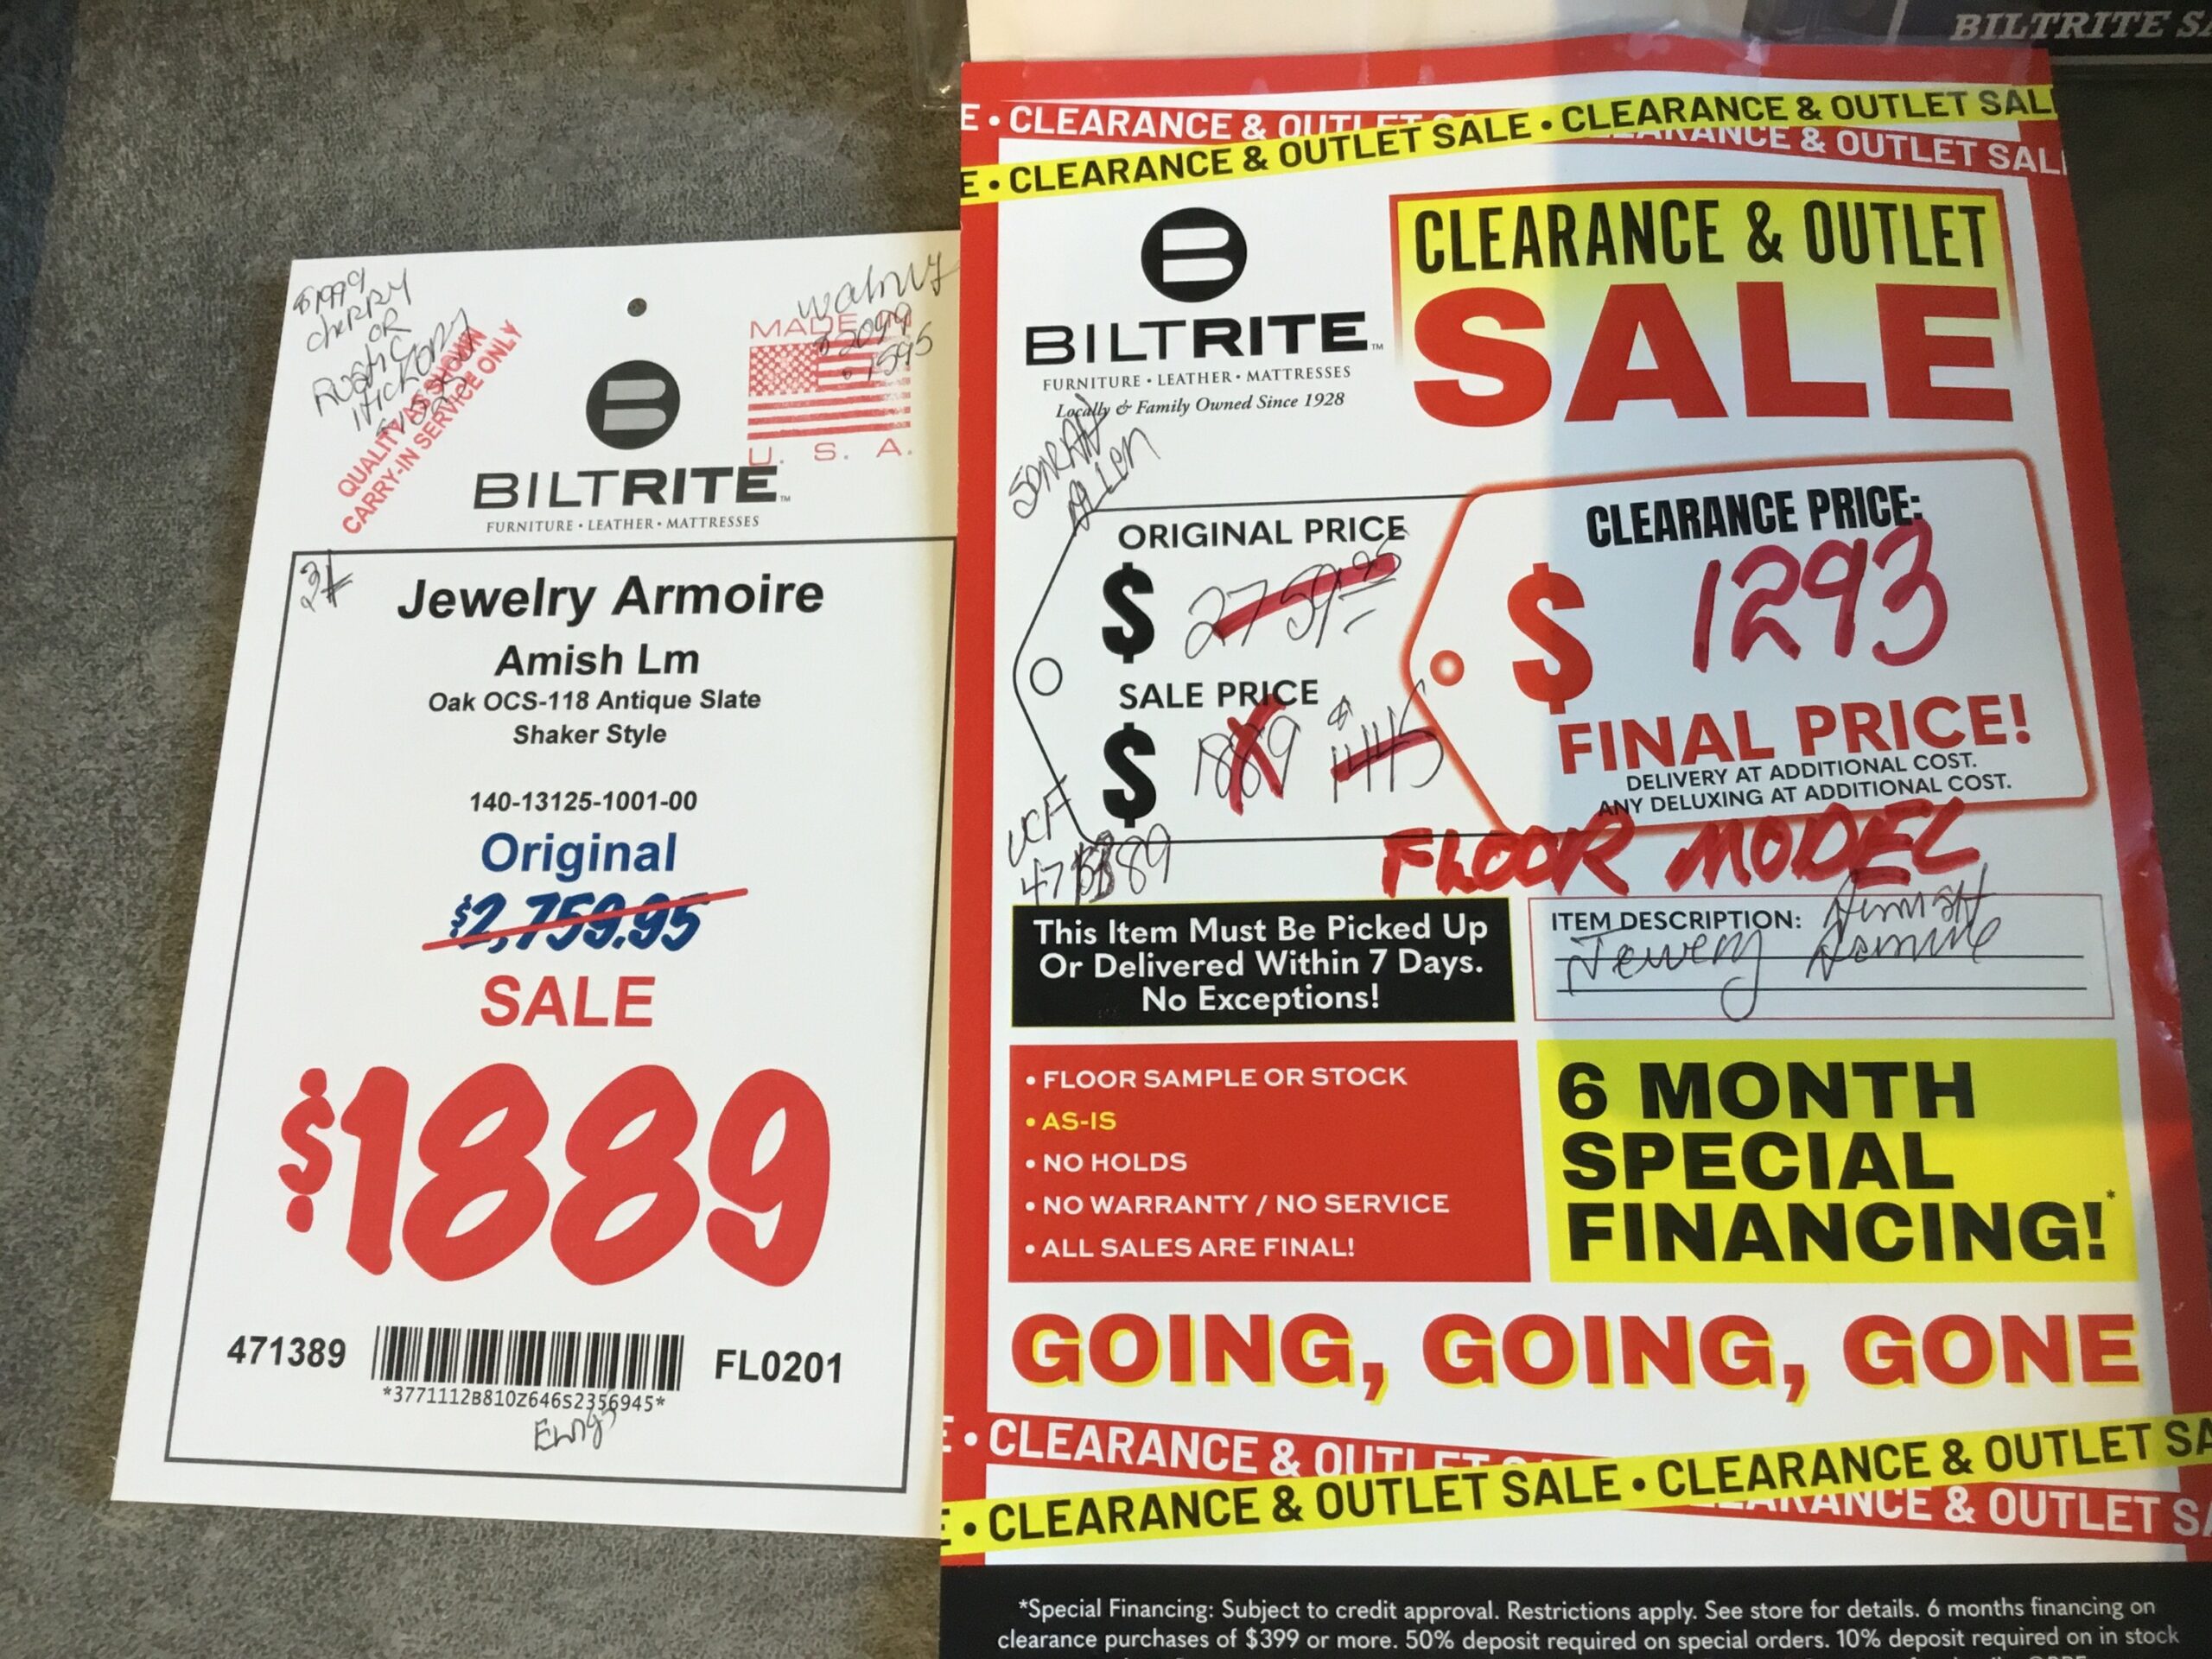 BILTRITE
$1999
cherry
OR
Rustic
Hickory
QUALITY AS SHOWN
CARRY-IN SERVICE ONLY
walnut
$2099
1595
MADE IN
U. S. A.
BILTRITE™
FURNITURE • LEATHER • MATTRESSES
Jewelry Armoire
Amish Lm
Oak OCS-118 Antique Slate
Shaker Style
140-13125-1001-00
Original
$2,759.95
SALE
$1889
471389
FL0201
*3771112B810Z646S2356945*
E • CLEARANCE & OUTLET
ARANCE & OUTLET SAL
E • CLEARANCE & OUTLET SALE • CLEARANCE & OUTLET SAL
BILTRITE™
FURNITURE • LEATHER • MATTRESSES
Locally & Family Owned Since 1928
CLEARANCE & OUTLET
SALE
ORIGINAL PRICE
$ 2759.95
SALE PRICE
$ 1889 $1445
CLEARANCE PRICE:
$ 1293
FINAL PRICE!
DELIVERY AT ADDITIONAL COST.
ANY DELUXING AT ADDITIONAL COST.
FLOOR MODEL
This Item Must Be Picked Up
Or Delivered Within 7 Days.
No Exceptions!
ITEM DESCRIPTION:
• FLOOR SAMPLE OR STOCK
• AS-IS
• NO HOLDS
• NO WARRANTY / NO SERVICE
• ALL SALES ARE FINAL!
6 MONTH
SPECIAL
FINANCING!*
GOING, GOING, GONE
E • CLEARANCE & OUTLET
ARANCE & OUTLET SA
E • CLEARANCE & OUTLET SALE • CLEARANCE & OUTLET SA
*Special Financing: Subject to credit approval. Restrictions apply. See store for details. 6 months financing on
clearance purchases of $399 or more. 50% deposit required on special orders. 10% deposit required on in stock